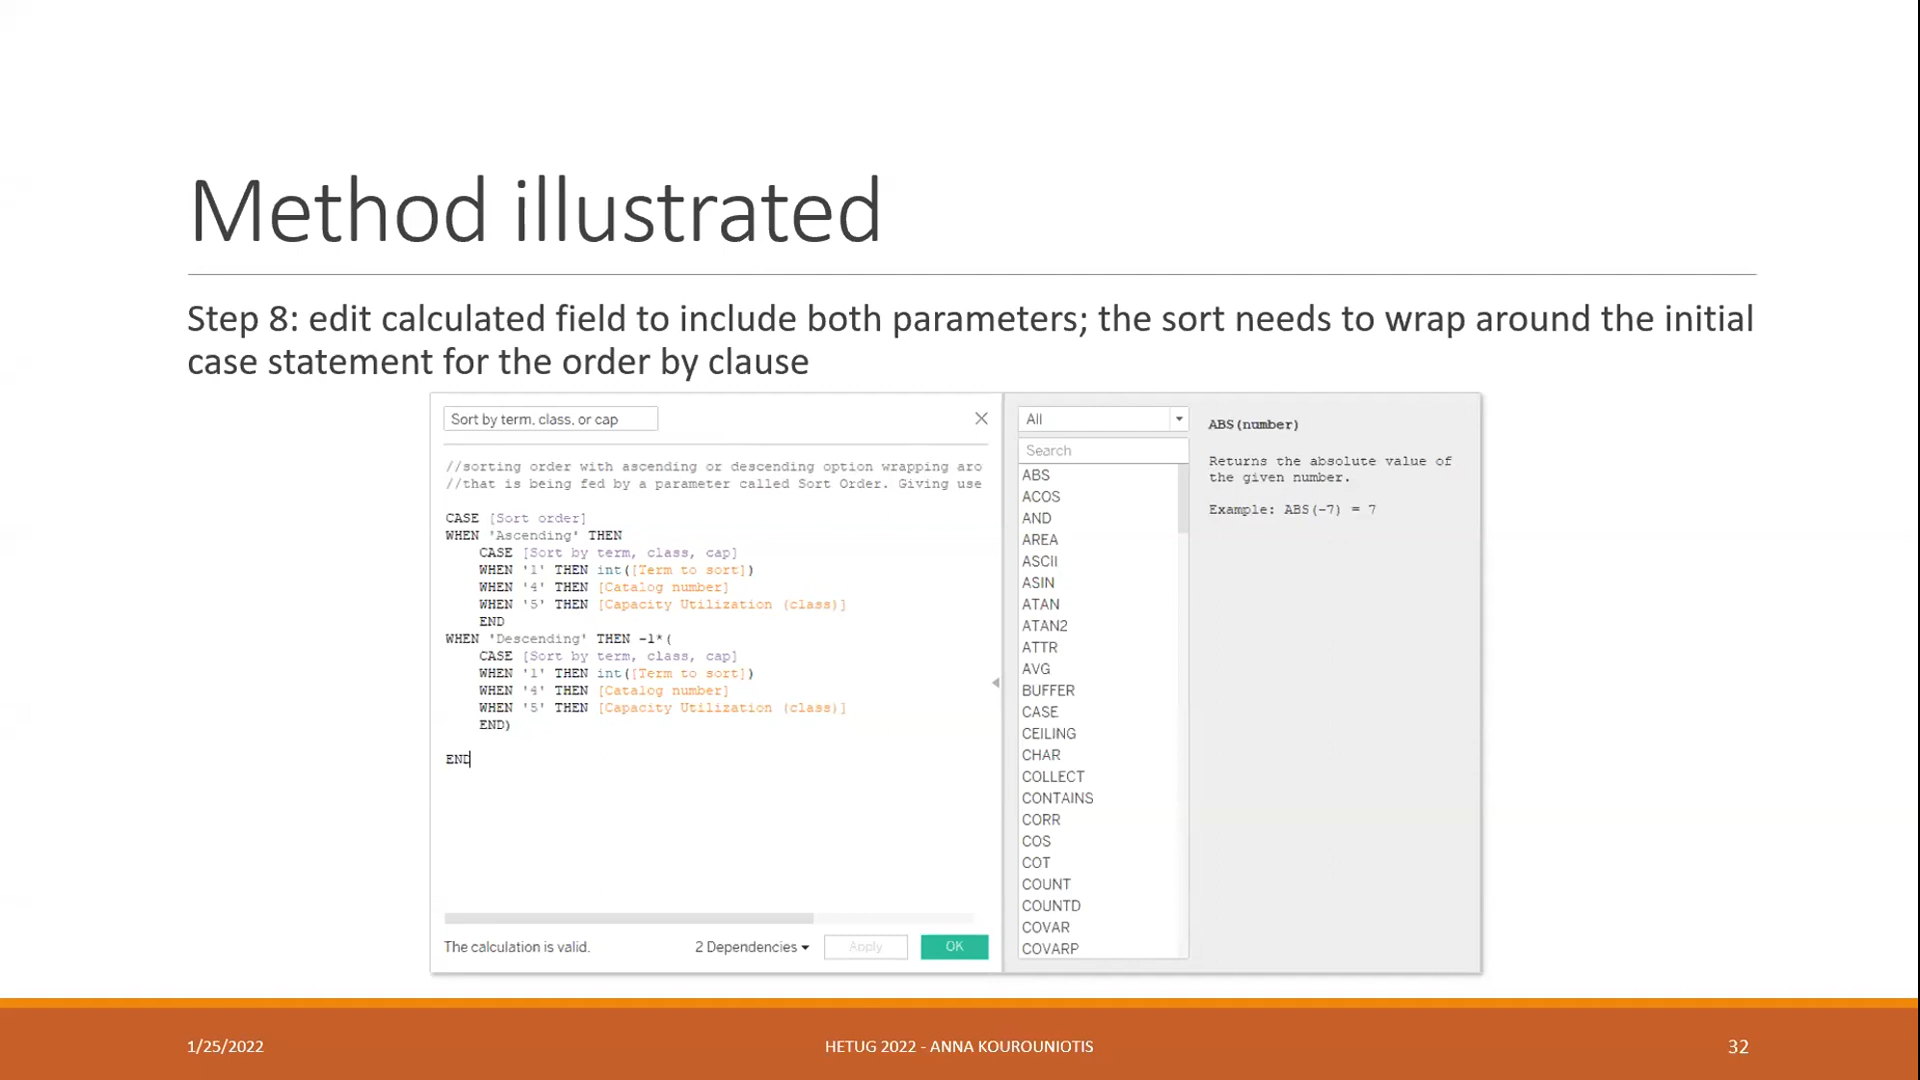 Method illustrated
Step 8: edit calculated field to include both parameters; the sort needs to wrap around the initial
case statement for the order by clause
Sort by term, class, or cap
//sorting order with ascending or descending option wrapping aro
//that is being fed by a parameter called Sort Order. Giving use
CASE [Sort order]
WHEN 'Ascending' THEN
CASE [Sort by term, class, cap]
WHEN '1' THEN int([Term to sort])
WHEN '4' THEN [Catalog number]
WHEN '5' THEN [Capacity Utilization (class)]
END
WHEN 'Descending' THEN -1*(
CASE [Sort by term, class, cap]
WHEN '1' THEN int([Term to sort])
WHEN '4' THEN [Catalog number]
WHEN '5' THEN [Capacity Utilization (class)]
END)
END
The calculation is valid.
2 Dependencies
Apply
OK
All
Search
ABS
ACOS
AND
AREA
ASCII
ASIN
ATAN
ATAN2
ATTR
AVG
BUFFER
CASE
CEILING
CHAR
COLLECT
CONTAINS
CORR
COS
COT
COUNT
COUNTD
COVAR
COVARP
ABS(number)
Returns the absolute value of
the given number.
Example: ABS(-7) = 7
1/25/2022
HETUG 2022 - ANNA KOUROUNIOTIS
32